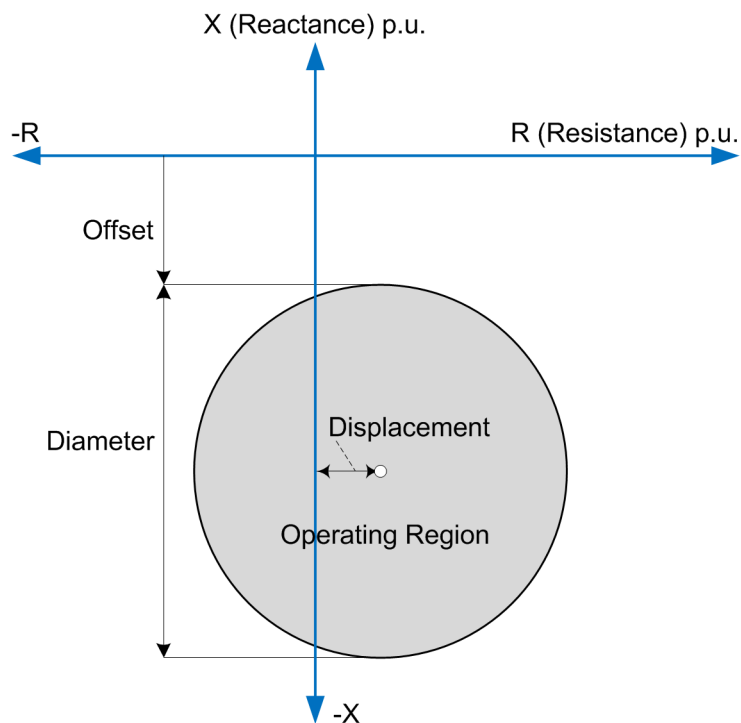 X (Reactance) p.u.
-R
R (Resistance) p.u.
Offset
Diameter
Displacement
Operating Region
-X